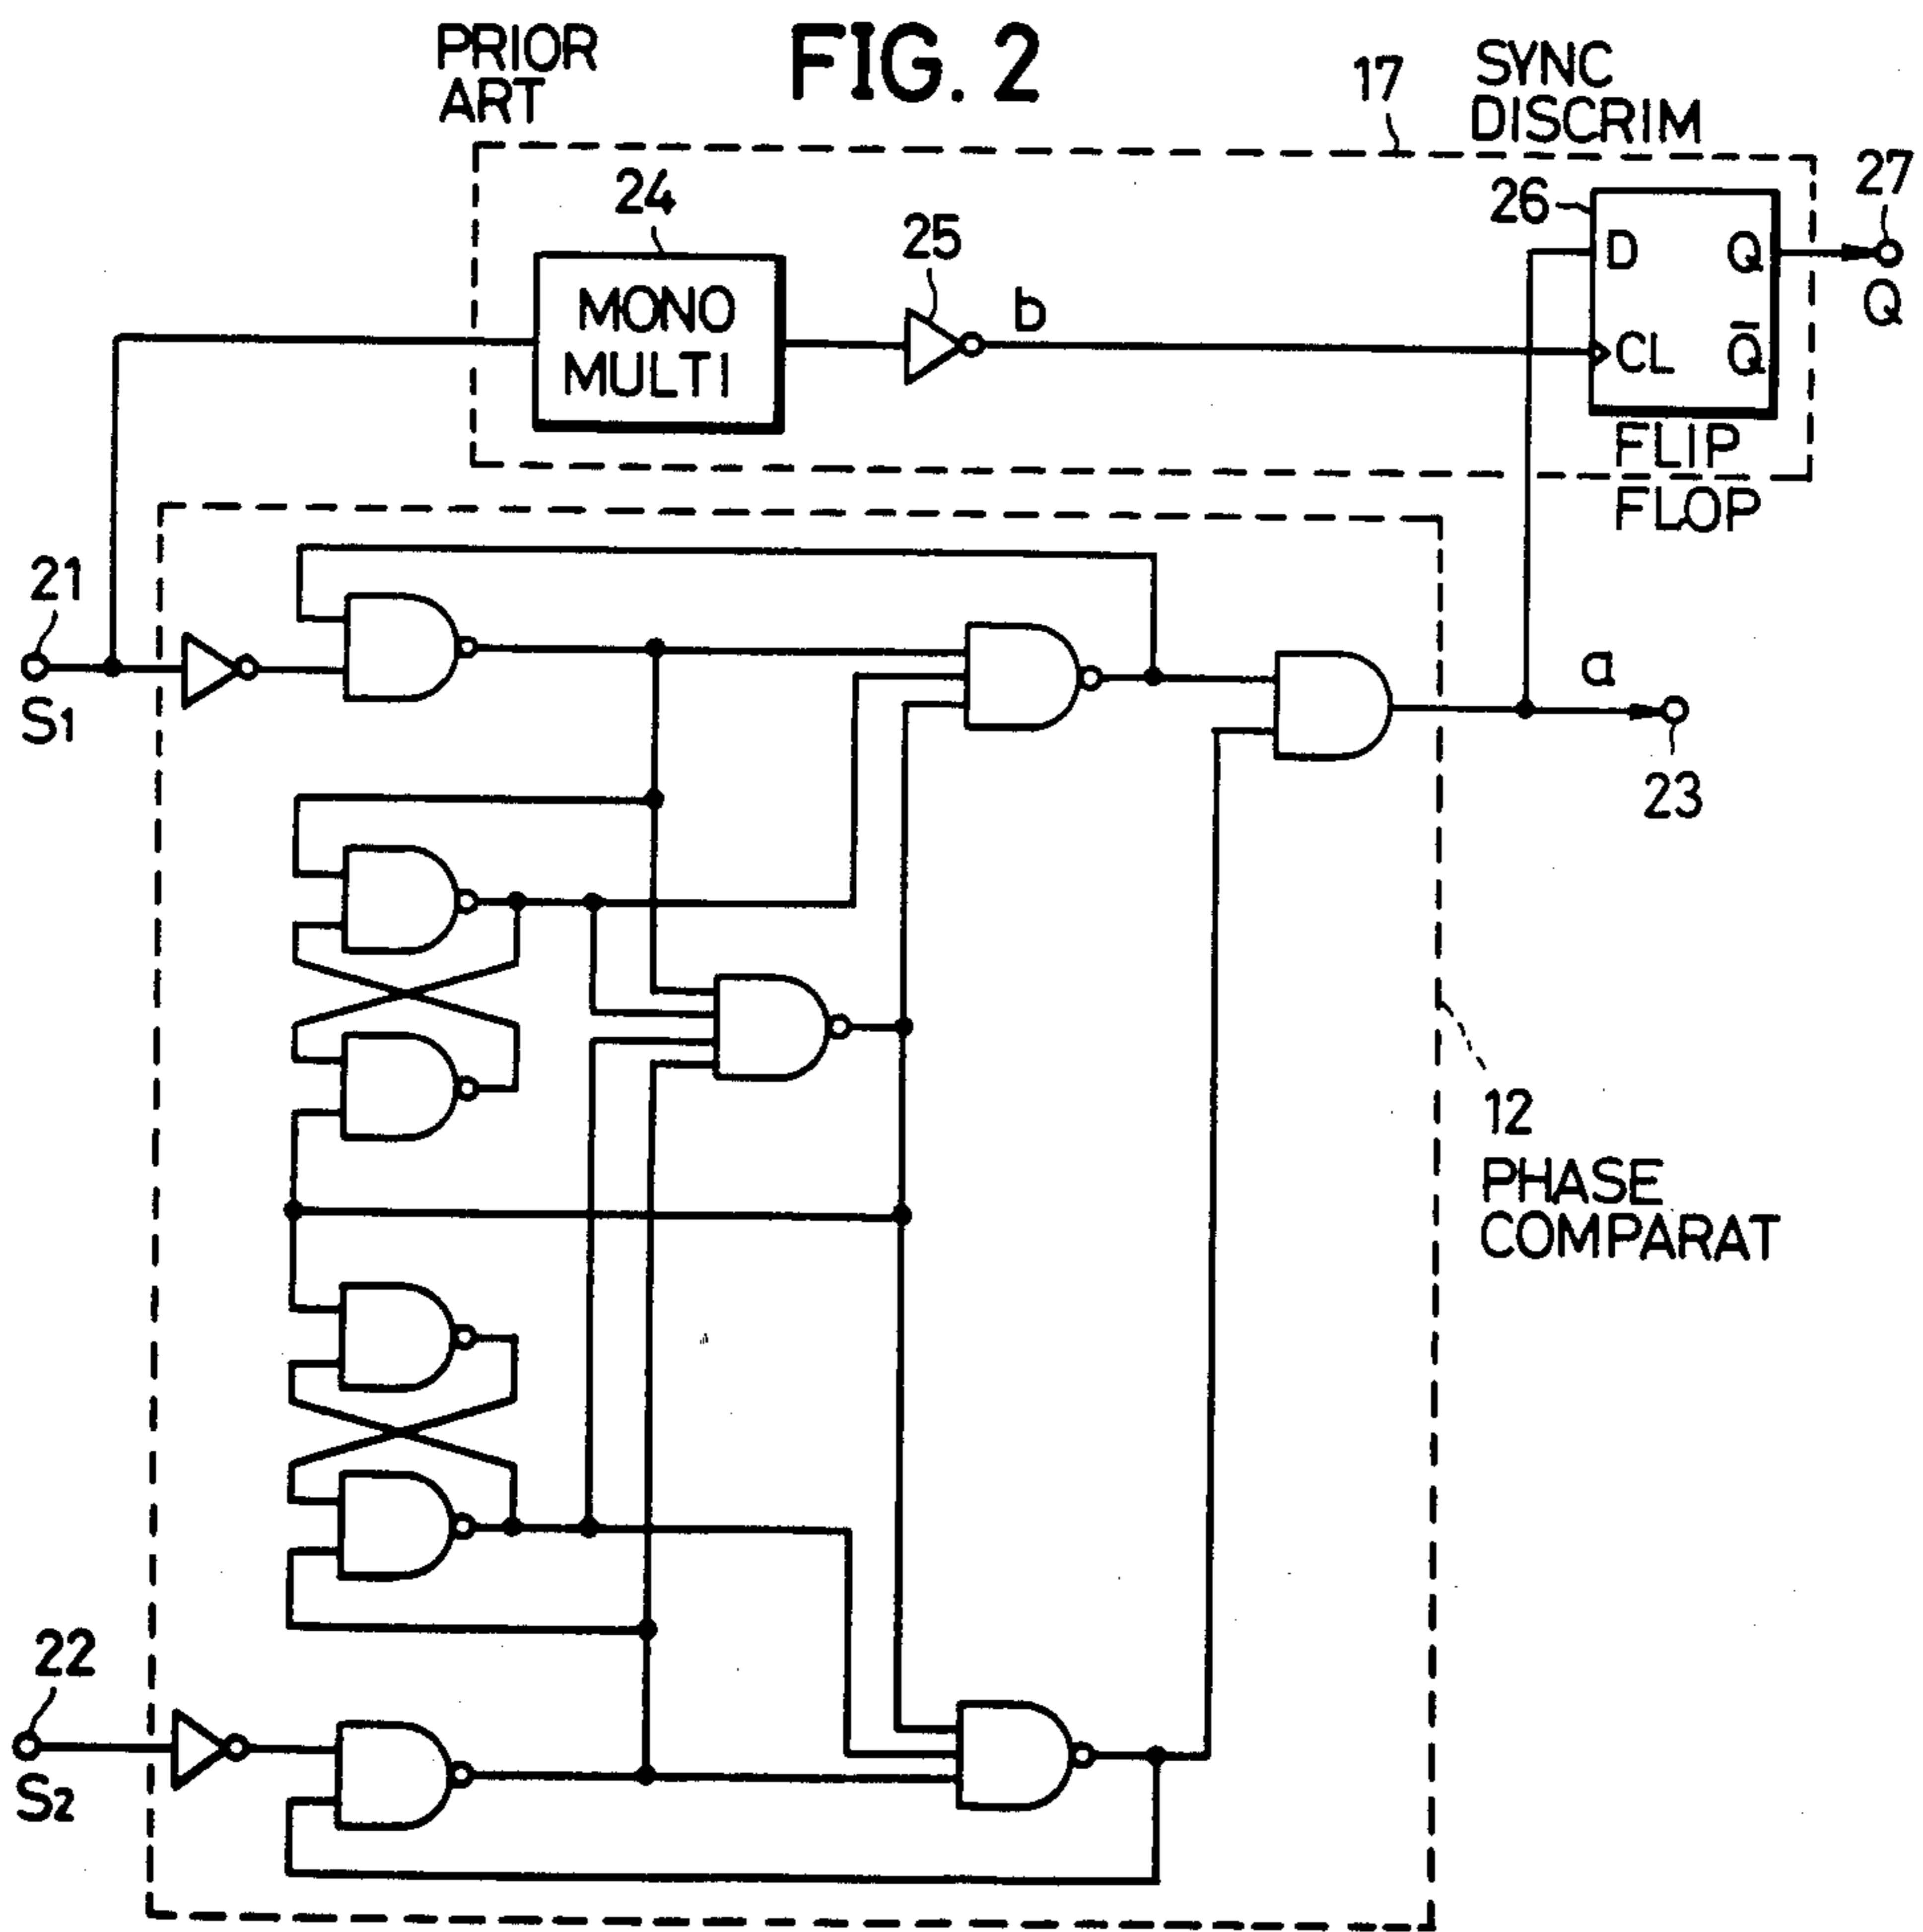 PRIOR
ART
FIG. 2
17
SYNC
DISCRIM
27
24
25
26
D
Q
MONO
MULTI
b
CL
Q̅
Q
FLIP
FLOP
21
S1
a
23
12
PHASE
COMPARAT
22
S2